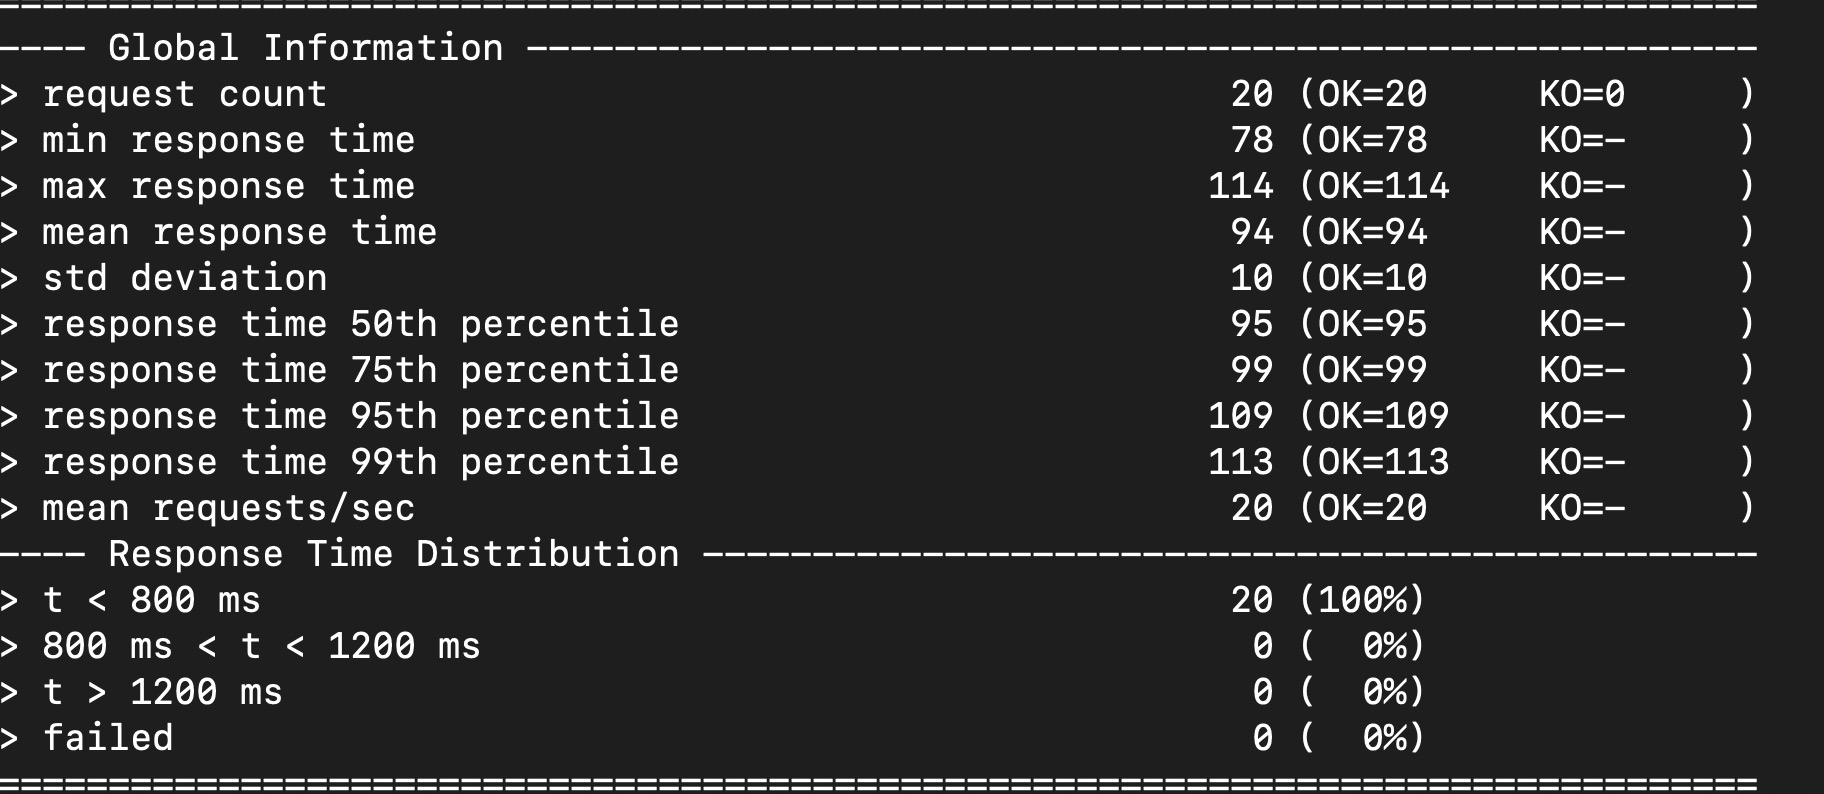 ================================================================================
---- Global Information --------------------------------------------------------
> request count                                         20 (OK=20     KO=0     )
> min response time                                     78 (OK=78     KO=-     )
> max response time                                    114 (OK=114    KO=-     )
> mean response time                                    94 (OK=94     KO=-     )
> std deviation                                         10 (OK=10     KO=-     )
> response time 50th percentile                         95 (OK=95     KO=-     )
> response time 75th percentile                         99 (OK=99     KO=-     )
> response time 95th percentile                        109 (OK=109    KO=-     )
> response time 99th percentile                        113 (OK=113    KO=-     )
> mean requests/sec                                     20 (OK=20     KO=-     )
---- Response Time Distribution ------------------------------------------------
> t < 800 ms                                            20 (100%)
> 800 ms < t < 1200 ms                                   0 (  0%)
> t > 1200 ms                                            0 (  0%)
> failed                                                 0 (  0%)
================================================================================